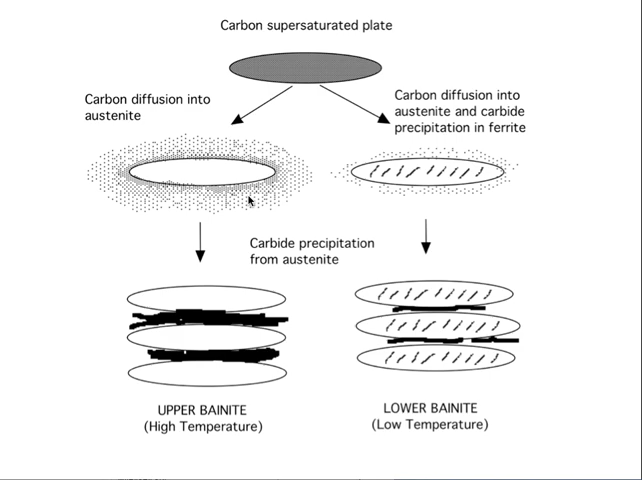 Carbon supersaturated plate
Carbon diffusion into
austenite
Carbon diffusion into
austenite and carbide
precipitation in ferrite
Carbide precipitation
from austenite
UPPER BAINITE
(High Temperature)
LOWER BAINITE
(Low Temperature)